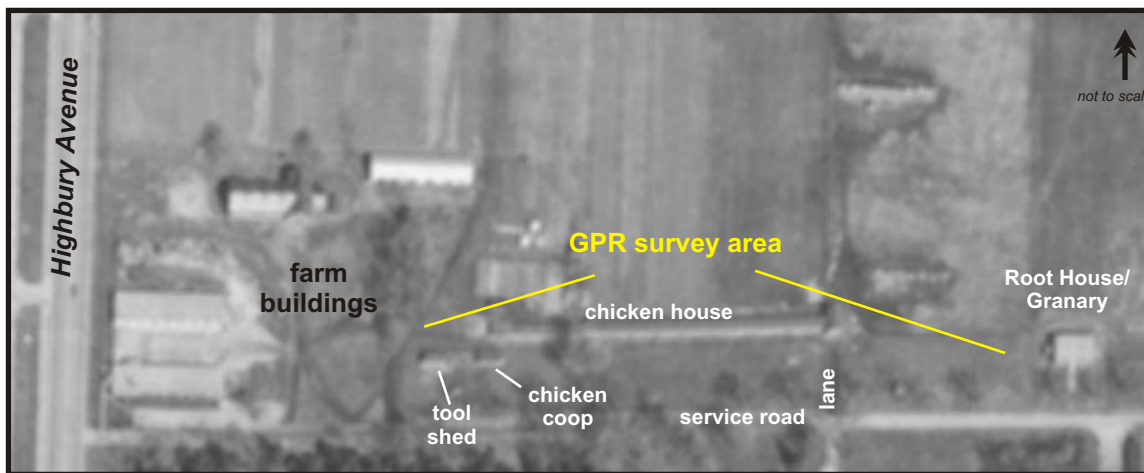 Highbury Avenue
not to scal
GPR survey area
farm
buildings
Root House/
Granary
chicken house
tool
shed
chicken
coop
service road
lane